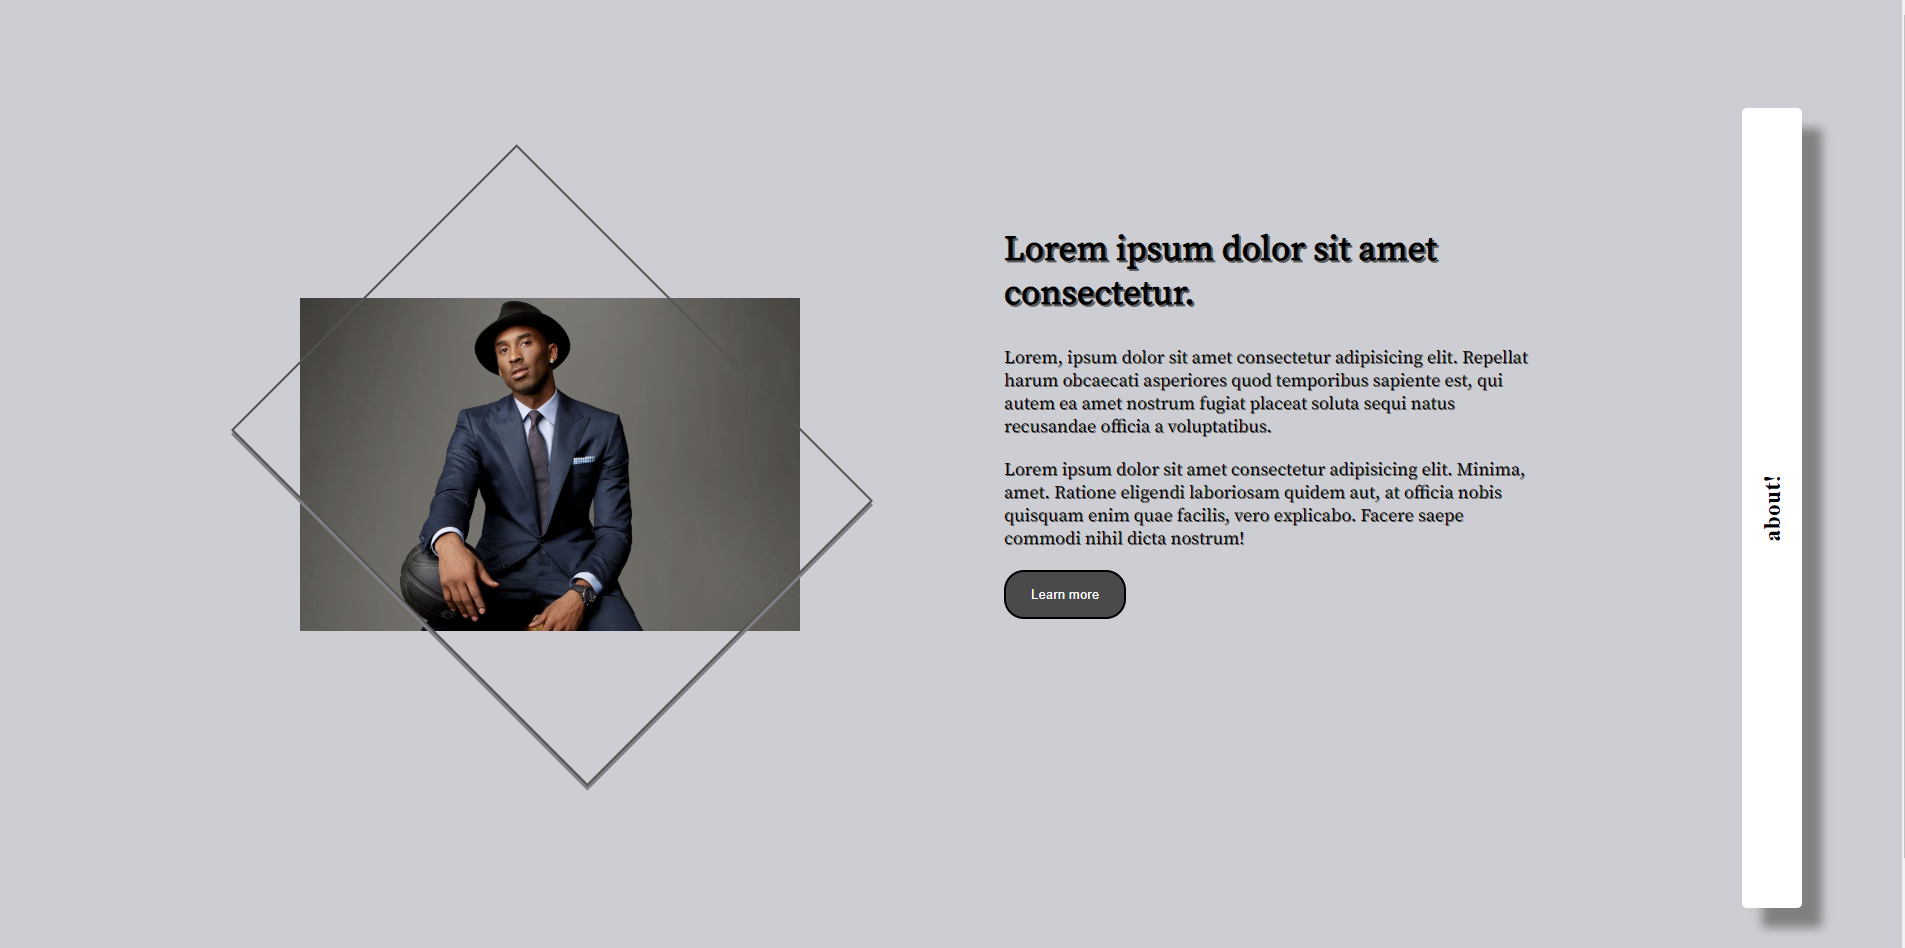 Lorem ipsum dolor sit amet
consectetur.
Lorem, ipsum dolor sit amet consectetur adipisicing elit. Repellat
harum obcaecati asperiores quod temporibus sapiente est, qui
autem ea amet nostrum fugiat placeat soluta sequi natus
recusandae officia a voluptatibus.
Lorem ipsum dolor sit amet consectetur adipisicing elit. Minima,
amet. Ratione eligendi laboriosam quidem aut, at officia nobis
quisquam enim quae facilis, vero explicabo. Facere saepe
commodi nihil dicta nostrum!
Learn more
about!